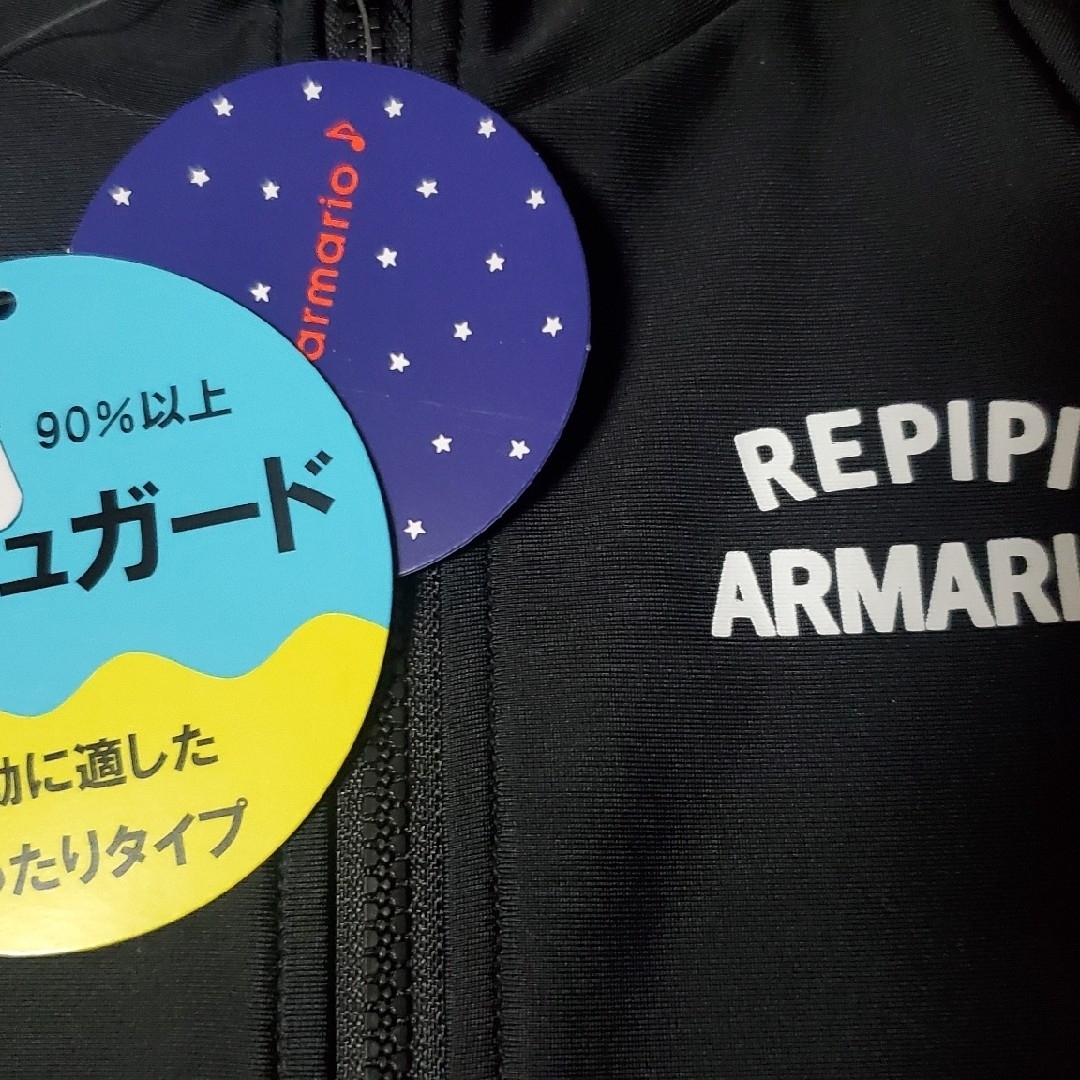 armario♪
90%以上
ュガード
動に適した
ったりタイプ
REPIPI
ARMARI